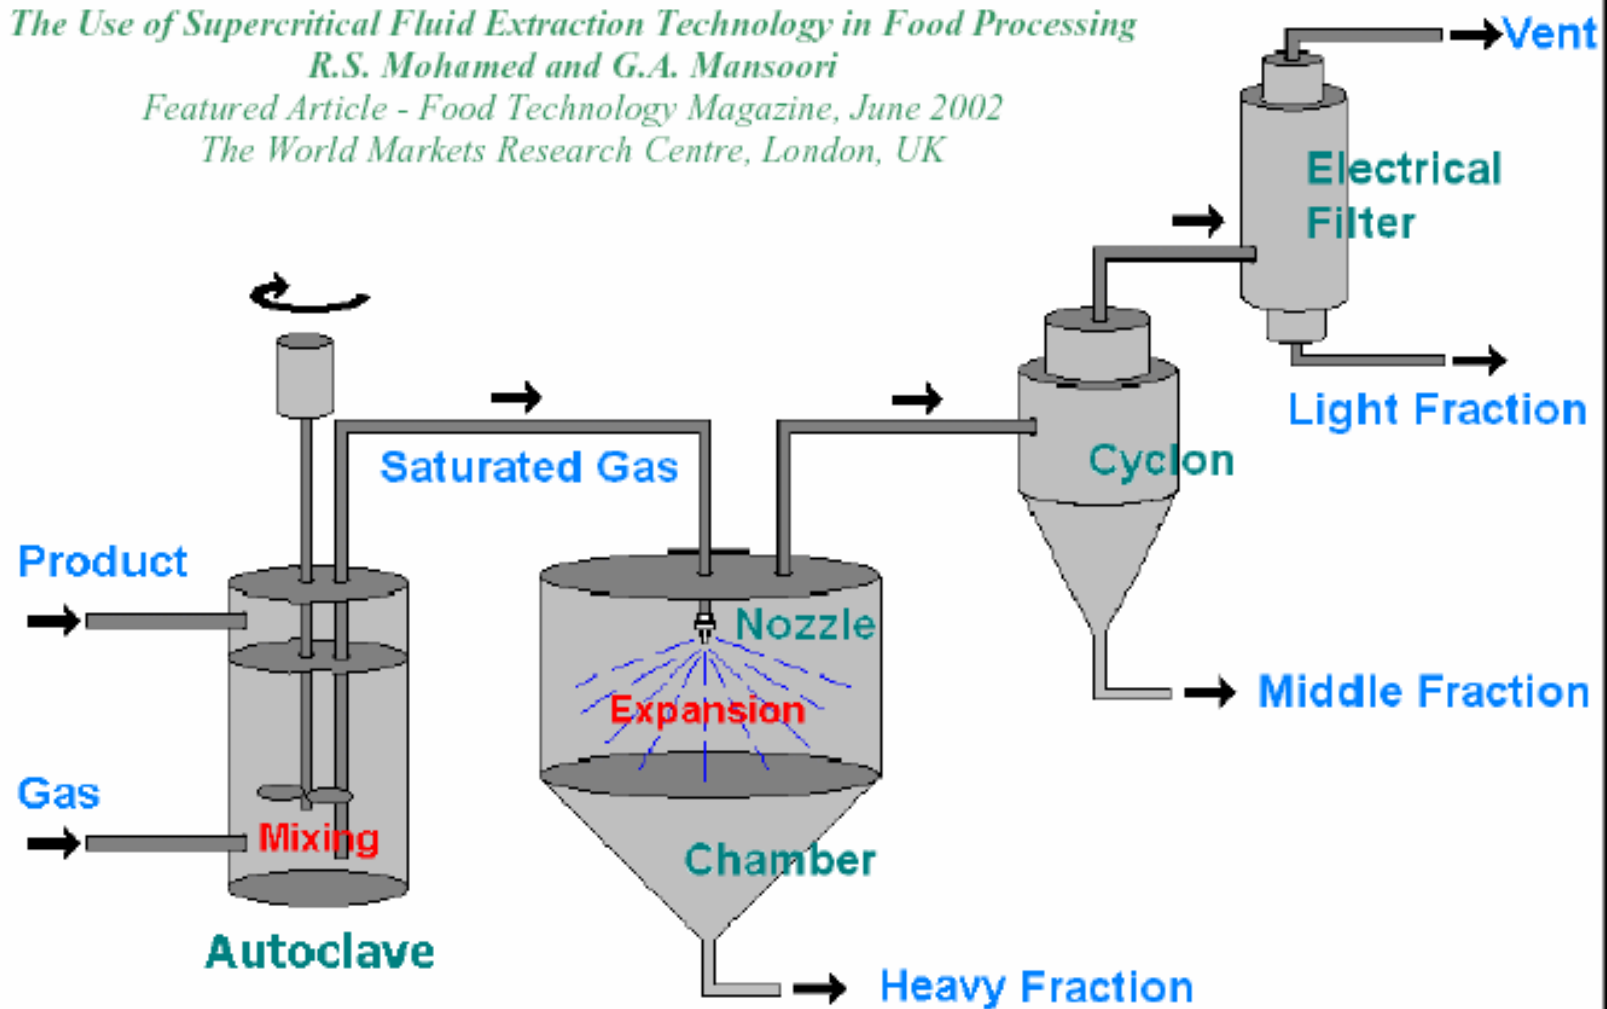 The Use of Supercritical Fluid Extraction Technology in Food Processing
R.S. Mohamed and G.A. Mansoori
Featured Article - Food Technology Magazine, June 2002
The World Markets Research Centre, London, UK
Vent
Electrical
Filter
Light Fraction
Cyclon
Saturated Gas
Product
Nozzle
Expansion
Middle Fraction
Gas
Mixing
Chamber
Autoclave
Heavy Fraction